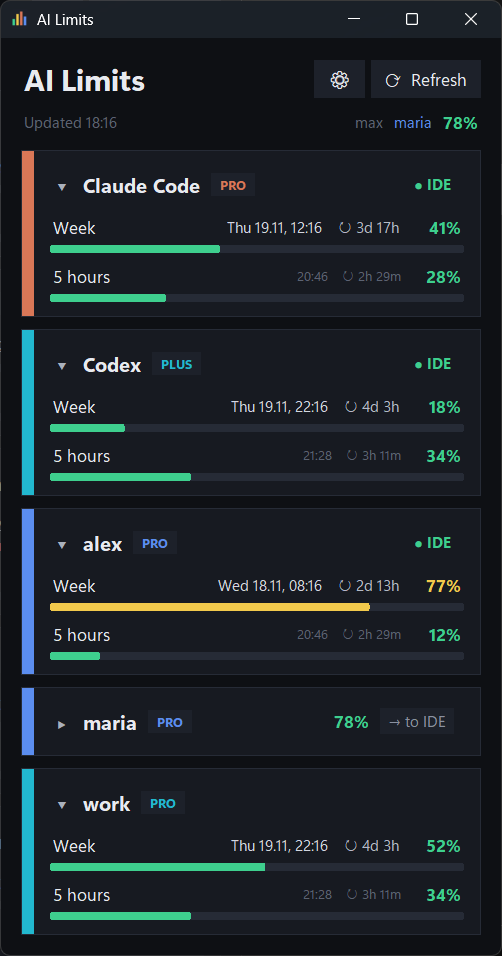 AI Limits
AI Limits
Refresh
Updated 18:16 max maria 78%
Claude Code PRO ● IDE
Week Thu 19.11, 12:16 ↻ 3d 17h 41%
5 hours 20:46 ↻ 2h 29m 28%
Codex PLUS ● IDE
Week Thu 19.11, 22:16 ↻ 4d 3h 18%
5 hours 21:28 ↻ 3h 11m 34%
alex PRO ● IDE
Week Wed 18.11, 08:16 ↻ 2d 13h 77%
5 hours 20:46 ↻ 2h 29m 12%
maria PRO 78% → to IDE
work PRO
Week Thu 19.11, 22:16 ↻ 4d 3h 52%
5 hours 21:28 ↻ 3h 11m 34%